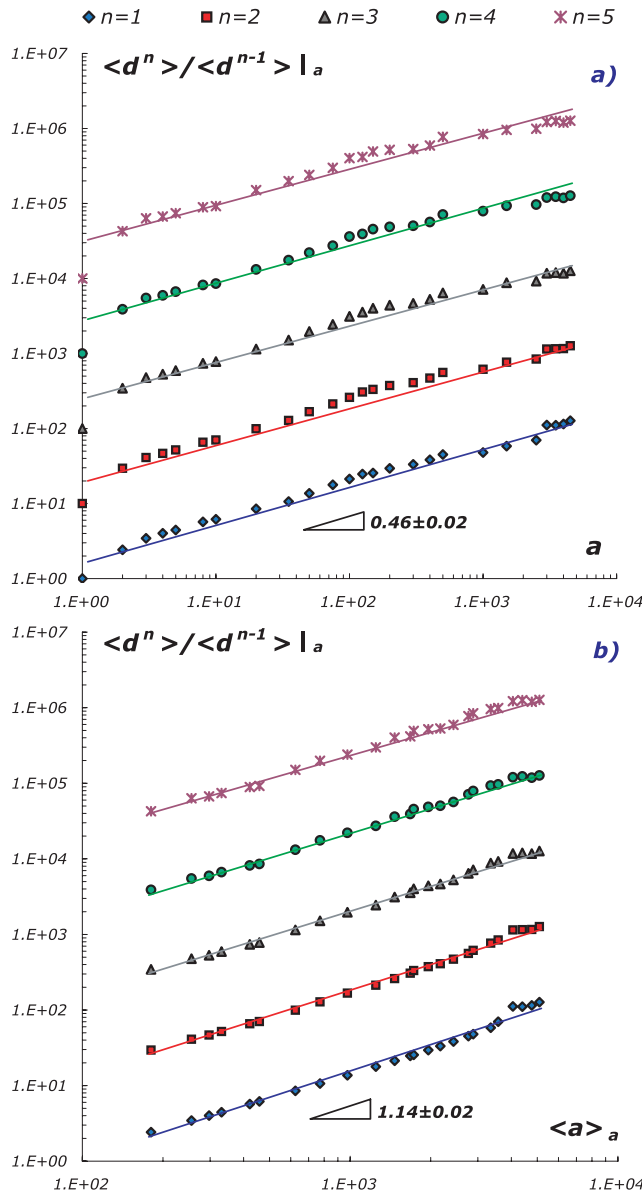 n=1 n=2 n=3 n=4 n=5
1.E+07
<dⁿ>/<dⁿ⁻¹> |ₐ
a)
1.E+06
1.E+05
1.E+04
1.E+03
1.E+02
1.E+01
0.46±0.02
a
1.E+00
1.E+00 1.E+01 1.E+02 1.E+03 1.E+04
1.E+07
<dⁿ>/<dⁿ⁻¹> |ₐ
b)
1.E+06
1.E+05
1.E+04
1.E+03
1.E+02
1.E+01
1.14±0.02
<a>ₐ
1.E+00
1.E+02 1.E+03 1.E+04